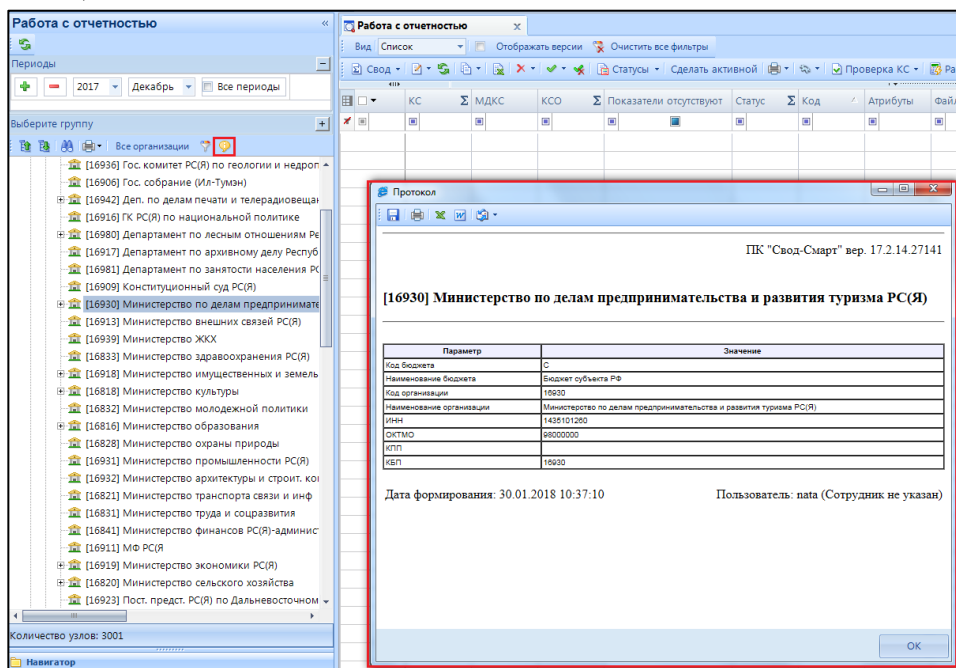 Работа с отчетностью «
Периоды
2017 Декабрь Все периоды
Выберите группу
Все организации
[16936] Гос. комитет РС(Я) по геологии и недроп
[16906] Гос. собрание (Ил-Тумэн)
[16942] Деп. по делам печати и телерадиовещан
[16916] ГК РС(Я) по национальной политике
[16980] Департамент по лесным отношениям Ре
[16917] Департамент по архивному делу Респуб
[16981] Департамент по занятости населения РС
[16909] Конституционный суд РС(Я)
[16930] Министерство по делам предпринимате
[16913] Министерство внешних связей РС(Я)
[16939] Министерство ЖКХ
[16833] Министерство здравоохранения РС(Я)
[16918] Министерство имущественных и земель
[16818] Министерство культуры
[16832] Министерство молодежной политики
[16816] Министерство образования
[16828] Министерство охраны природы
[16931] Министерство промышленности РС(Я)
[16932] Министерство архитектуры и строит. ко
[16821] Министерство транспорта связи и инф
[16831] Министерство труда и соцразвития
[16841] Министерство финансов РС(Я)-админис
[16911] МФ РС(Я
[16919] Министерство экономики РС(Я)
[16820] Министерство сельского хозяйства
[16923] Пост. предст. РС(Я) по Дальневосточном
Количество узлов: 3001
Навигатор
Работа с отчетностью x
Вид Список Отображать версии Очистить все фильтры
Свод Статусы Сделать активной Проверка КС Ра
КС Σ МДКС КСО Σ Показатели отсутствуют Статус Σ Код Атрибуты Файл
Протокол
ПК "Свод-Смарт" вер. 17.2.14.27141
[16930] Министерство по делам предпринимательства и развития туризма РС(Я)
Параметр Значение
Код бюджета С
Наименование бюджета Бюджет субъекта РФ
Код организации 16930
Наименование организации Министерство по делам предпринимательства и развития туризма РС(Я)
ИНН 1435101260
ОКТМО 98000000
КПП
КБП 16930
Дата формирования: 30.01.2018 10:37:10 Пользователь: nata (Сотрудник не указан)
ОК